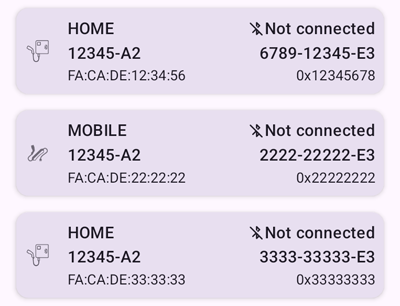 HOME Not connected
12345-A2 6789-12345-E3
FA:CA:DE:12:34:56 0x12345678
MOBILE Not connected
12345-A2 2222-22222-E3
FA:CA:DE:22:22:22 0x22222222
HOME Not connected
12345-A2 3333-33333-E3
FA:CA:DE:33:33:33 0x33333333